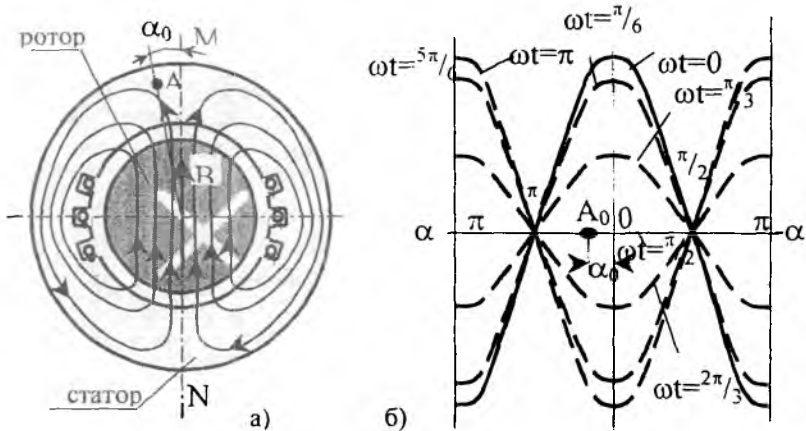 ротор
α₀
M
A
B
статор
N
а)
ωt=π/6
ωt=5π/6
ωt=π
ωt=0
ωt=π/3
π
π/2
α
π
A₀
0
π
α
ωt=π/2
α₀
ωt=2π/3
б)